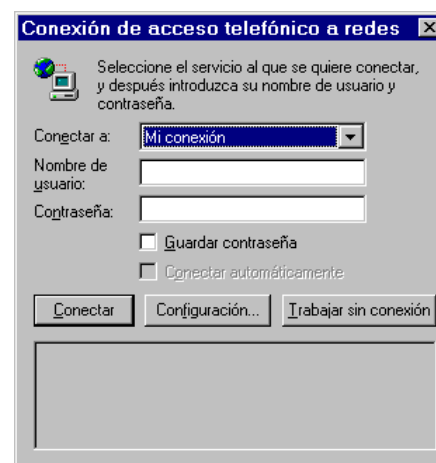 Conexión de acceso telefónico a redes
Seleccione el servicio al que se quiere conectar,
y después introduzca su nombre de usuario y
contraseña.
Conectar a:
Mi conexión
Nombre de
usuario:
Contraseña:
Guardar contraseña
Conectar automáticamente
Conectar
Configuración...
Trabajar sin conexión